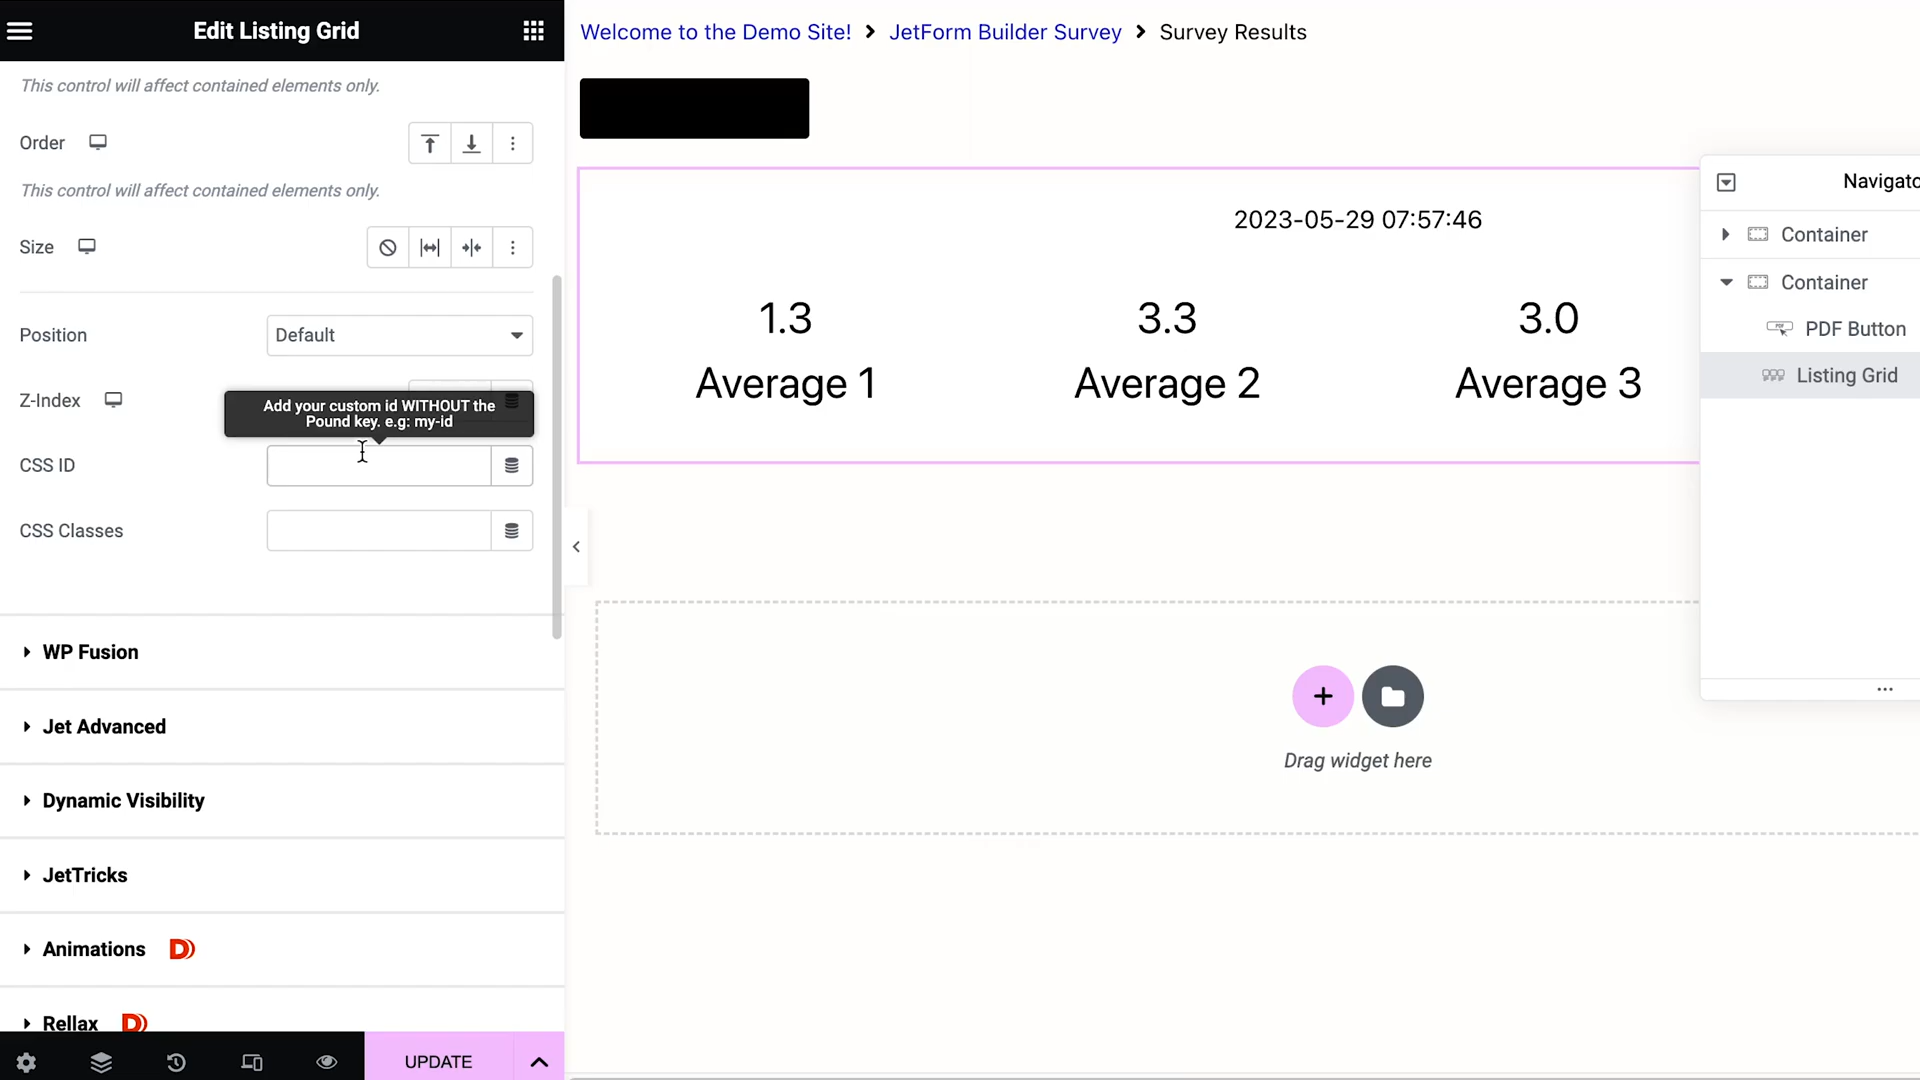 Edit Listing Grid
This control will affect contained elements only.
Order
This control will affect contained elements only.
Size
Position
Default
Z-Index
Add your custom id WITHOUT the
Pound key. e.g: my-id
CSS ID
CSS Classes
WP Fusion
Jet Advanced
Dynamic Visibility
JetTricks
Animations
Rellax
UPDATE
Welcome to the Demo Site! > JetForm Builder Survey > Survey Results
2023-05-29 07:57:46
1.3 3.3 3.0
Average 1 Average 2 Average 3
Drag widget here
Navigato
Container
Container
PDF Button
Listing Grid